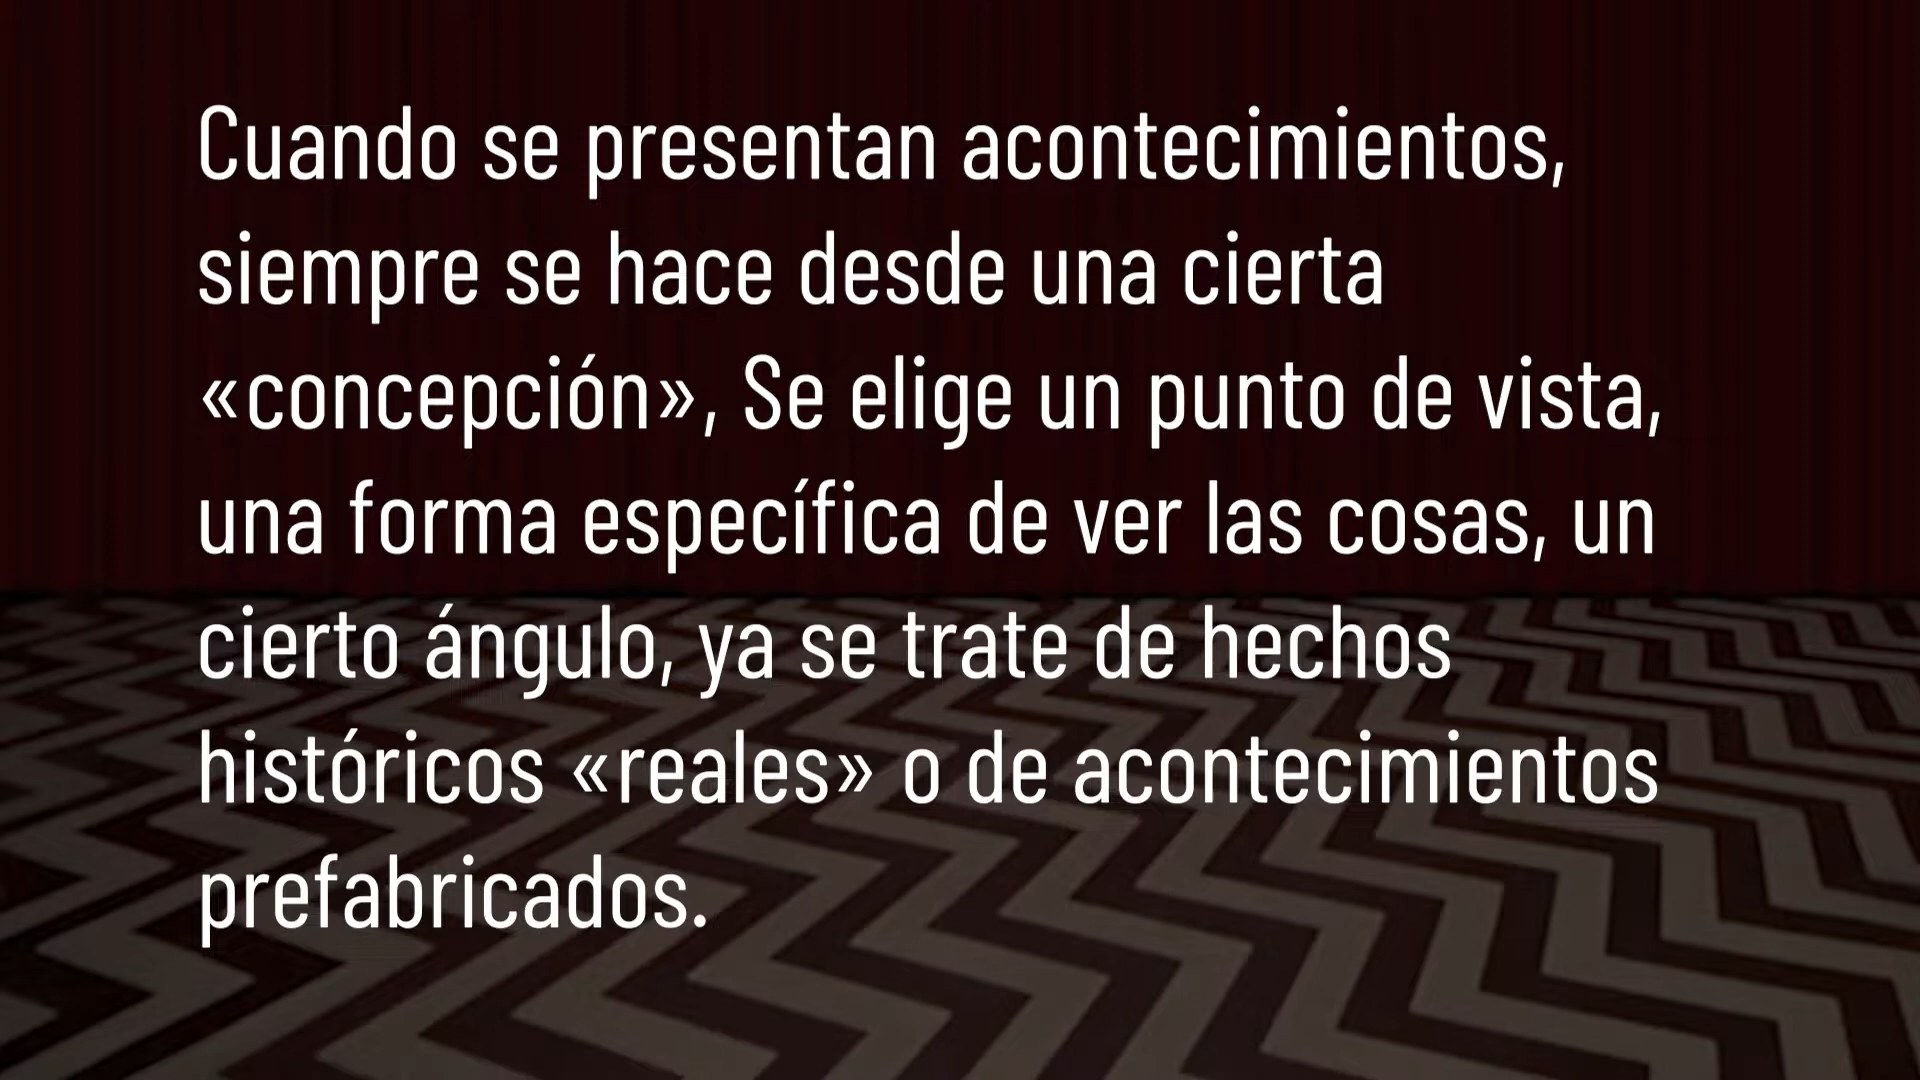 Cuando se presentan acontecimientos,
siempre se hace desde una cierta
«concepción», Se elige un punto de vista,
una forma específica de ver las cosas, un
cierto ángulo, ya se trate de hechos
históricos «reales» o de acontecimientos
prefabricados.